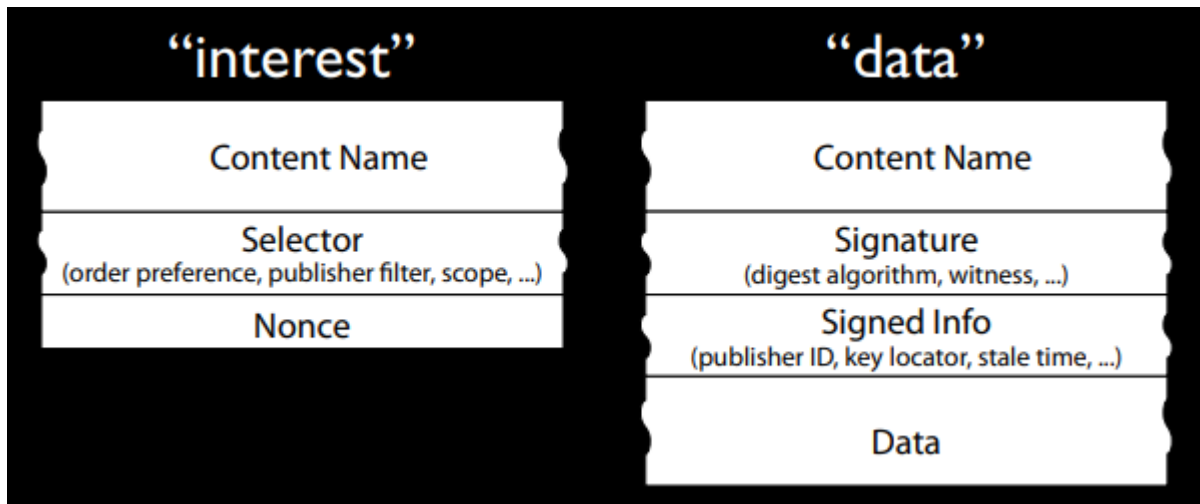 “interest”
Content Name
Selector
(order preference, publisher filter, scope, ...)
Nonce
“data”
Content Name
Signature
(digest algorithm, witness, ...)
Signed Info
(publisher ID, key locator, stale time, ...)
Data